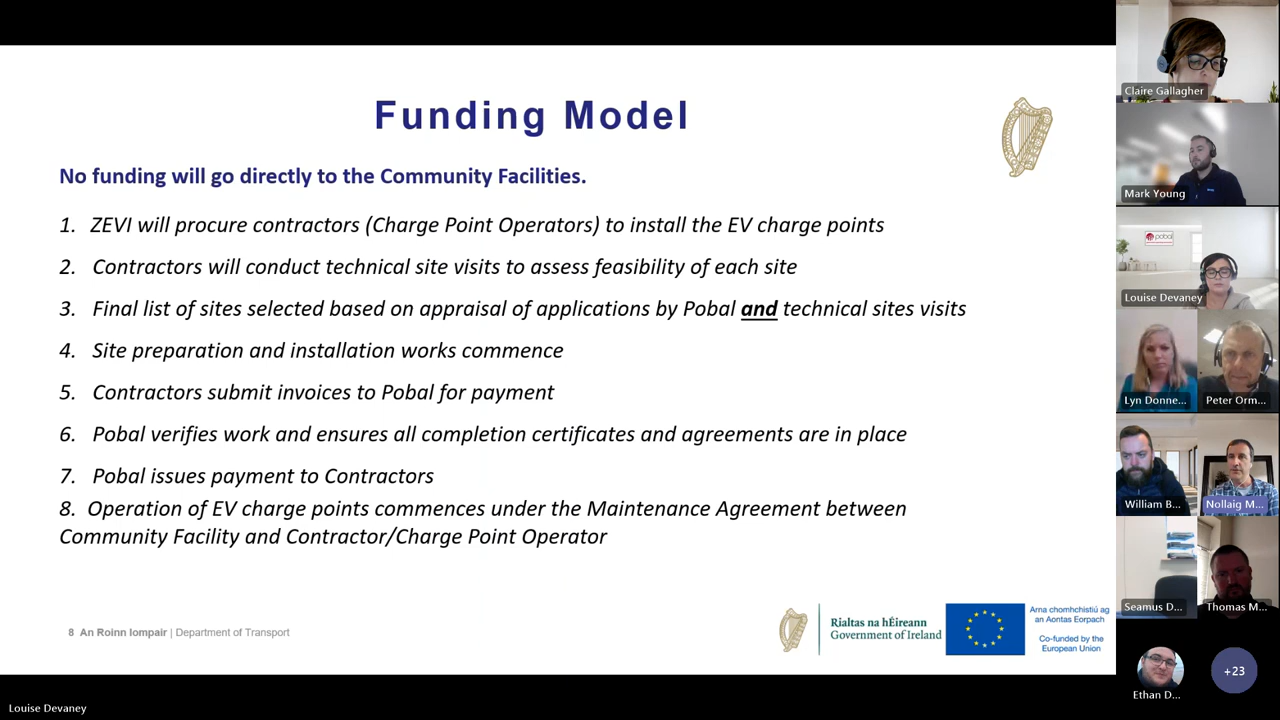 Funding Model
No funding will go directly to the Community Facilities.
1. ZEVI will procure contractors (Charge Point Operators) to install the EV charge points
2. Contractors will conduct technical site visits to assess feasibility of each site
3. Final list of sites selected based on appraisal of applications by Pobal and technical sites visits
4. Site preparation and installation works commence
5. Contractors submit invoices to Pobal for payment
6. Pobal verifies work and ensures all completion certificates and agreements are in place
7. Pobal issues payment to Contractors
8. Operation of EV charge points commences under the Maintenance Agreement between
Community Facility and Contractor/Charge Point Operator
8 An Roinn Iompair | Department of Transport
Rialtas na hÉireann
Government of Ireland
Arna chomhchistiú ag
an Aontas Eorpach
Co-funded by the
European Union
Claire Gallagher
Mark Young
pobal
Louise Devaney
Lyn Donne...
Peter Orm...
William B...
Nollaig M...
Seamus D...
Thomas M...
Ethan D...
+23
Louise Devaney